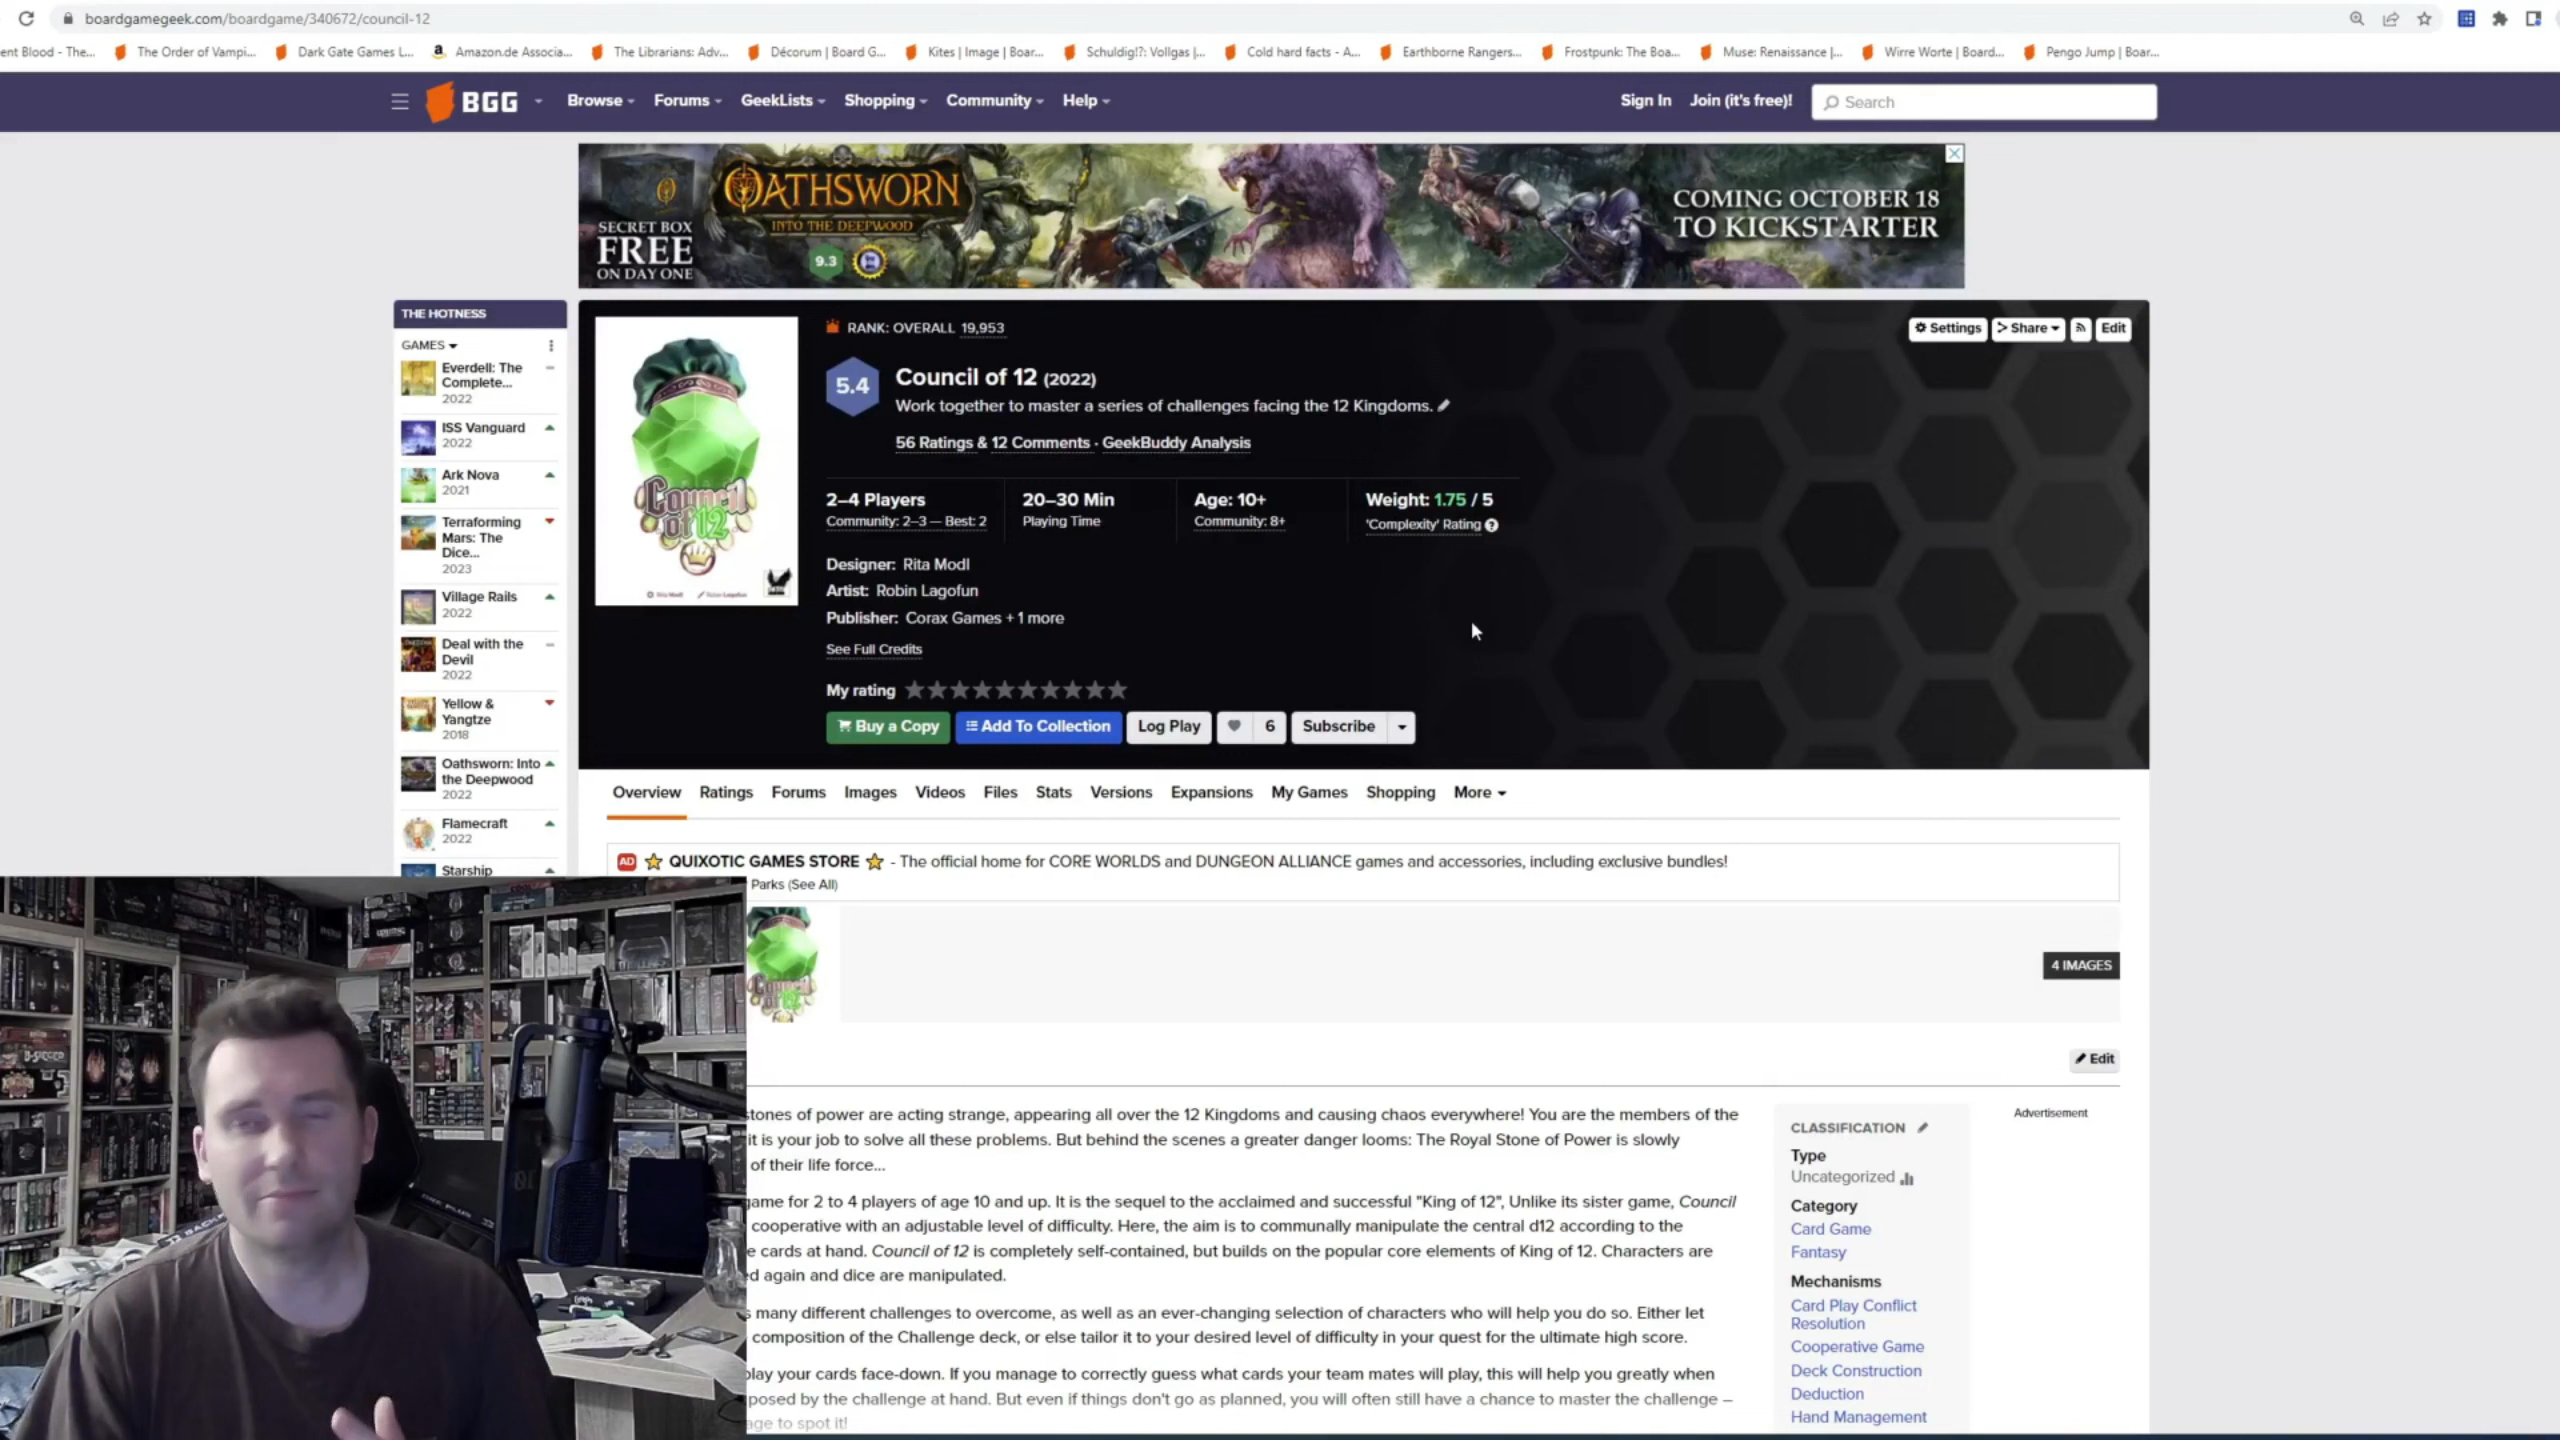 boardgamegeek.com/boardgame/340672/council-12
ent Blood - The... The Order of Vampi... Dark Gate Games L... Amazon.de Associa... The Librarians: Adv... Décorum | Board G... Kites | Image | Boar... Schuldig!?: Vollgas |... Cold hard facts - A... Earthborne Rangers... Frostpunk: The Boa... Muse: Renaissance |... Wirre Worte | Board... Pengo Jump | Boar...
BGG Browse Forums GeekLists Shopping Community Help Sign In Join (it's free)! Search
SECRET BOX
FREE
ON DAY ONE
OATHSWORN
INTO THE DEEPWOOD
9.3
COMING OCTOBER 18
TO KICKSTARTER
THE HOTNESS
GAMES
Everdell: The
Complete...
2022
ISS Vanguard
2022
Ark Nova
2021
Terraforming
Mars: The
Dice...
2023
Village Rails
2022
Deal with the
Devil
2022
Yellow &
Yangtze
2018
Oathsworn: Into
the Deepwood
2022
Flamecraft
2022
Starship
Council
of 12
Rita Modl Robin Lagofun
RANK: OVERALL 19,953
Settings Share Edit
5.4
Council of 12 (2022)
Work together to master a series of challenges facing the 12 Kingdoms.
56 Ratings & 12 Comments · GeekBuddy Analysis
2–4 Players 20–30 Min Age: 10+ Weight: 1.75 / 5
Community: 2–3 — Best: 2 Playing Time Community: 8+ 'Complexity' Rating
Designer: Rita Modl
Artist: Robin Lagofun
Publisher: Corax Games + 1 more
See Full Credits
My rating
Buy a Copy Add To Collection Log Play 6 Subscribe
Overview Ratings Forums Images Videos Files Stats Versions Expansions My Games Shopping More
AD QUIXOTIC GAMES STORE - The official home for CORE WORLDS and DUNGEON ALLIANCE games and accessories, including exclusive bundles!
Parks (See All)
Council
of 12
4 IMAGES
Edit
stones of power are acting strange, appearing all over the 12 Kingdoms and causing chaos everywhere! You are the members of the
it is your job to solve all these problems. But behind the scenes a greater danger looms: The Royal Stone of Power is slowly
of their life force...
game for 2 to 4 players of age 10 and up. It is the sequel to the acclaimed and successful "King of 12", Unlike its sister game, Council
cooperative with an adjustable level of difficulty. Here, the aim is to communally manipulate the central d12 according to the
e cards at hand. Council of 12 is completely self-contained, but builds on the popular core elements of King of 12. Characters are
ed again and dice are manipulated.
s many different challenges to overcome, as well as an ever-changing selection of characters who will help you do so. Either let
composition of the Challenge deck, or else tailor it to your desired level of difficulty in your quest for the ultimate high score.
play your cards face-down. If you manage to correctly guess what cards your team mates will play, this will help you greatly when
posed by the challenge at hand. But even if things don't go as planned, you will often still have a chance to master the challenge –
age to spot it!
CLASSIFICATION
Type
Uncategorized
Category
Card Game
Fantasy
Mechanisms
Card Play Conflict
Resolution
Cooperative Game
Deck Construction
Deduction
Hand Management
Advertisement